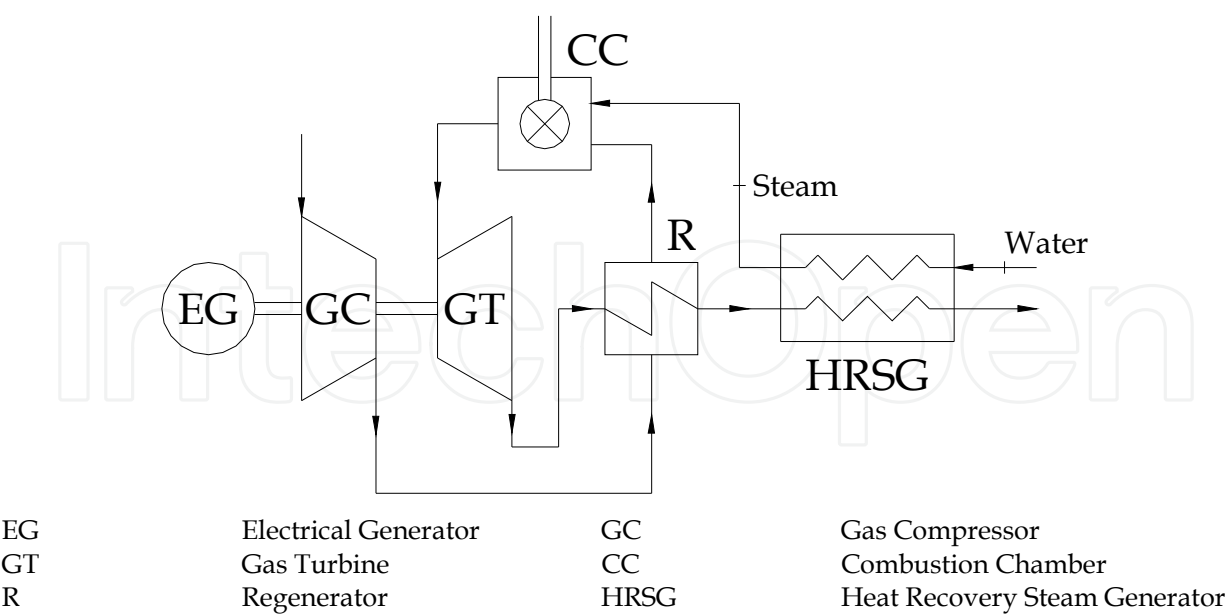 CC
Steam
R
Water
EG
GC
GT
HRSG
IntechOpen
EG Electrical Generator GC Gas Compressor
GT Gas Turbine CC Combustion Chamber
R Regenerator HRSG Heat Recovery Steam Generator